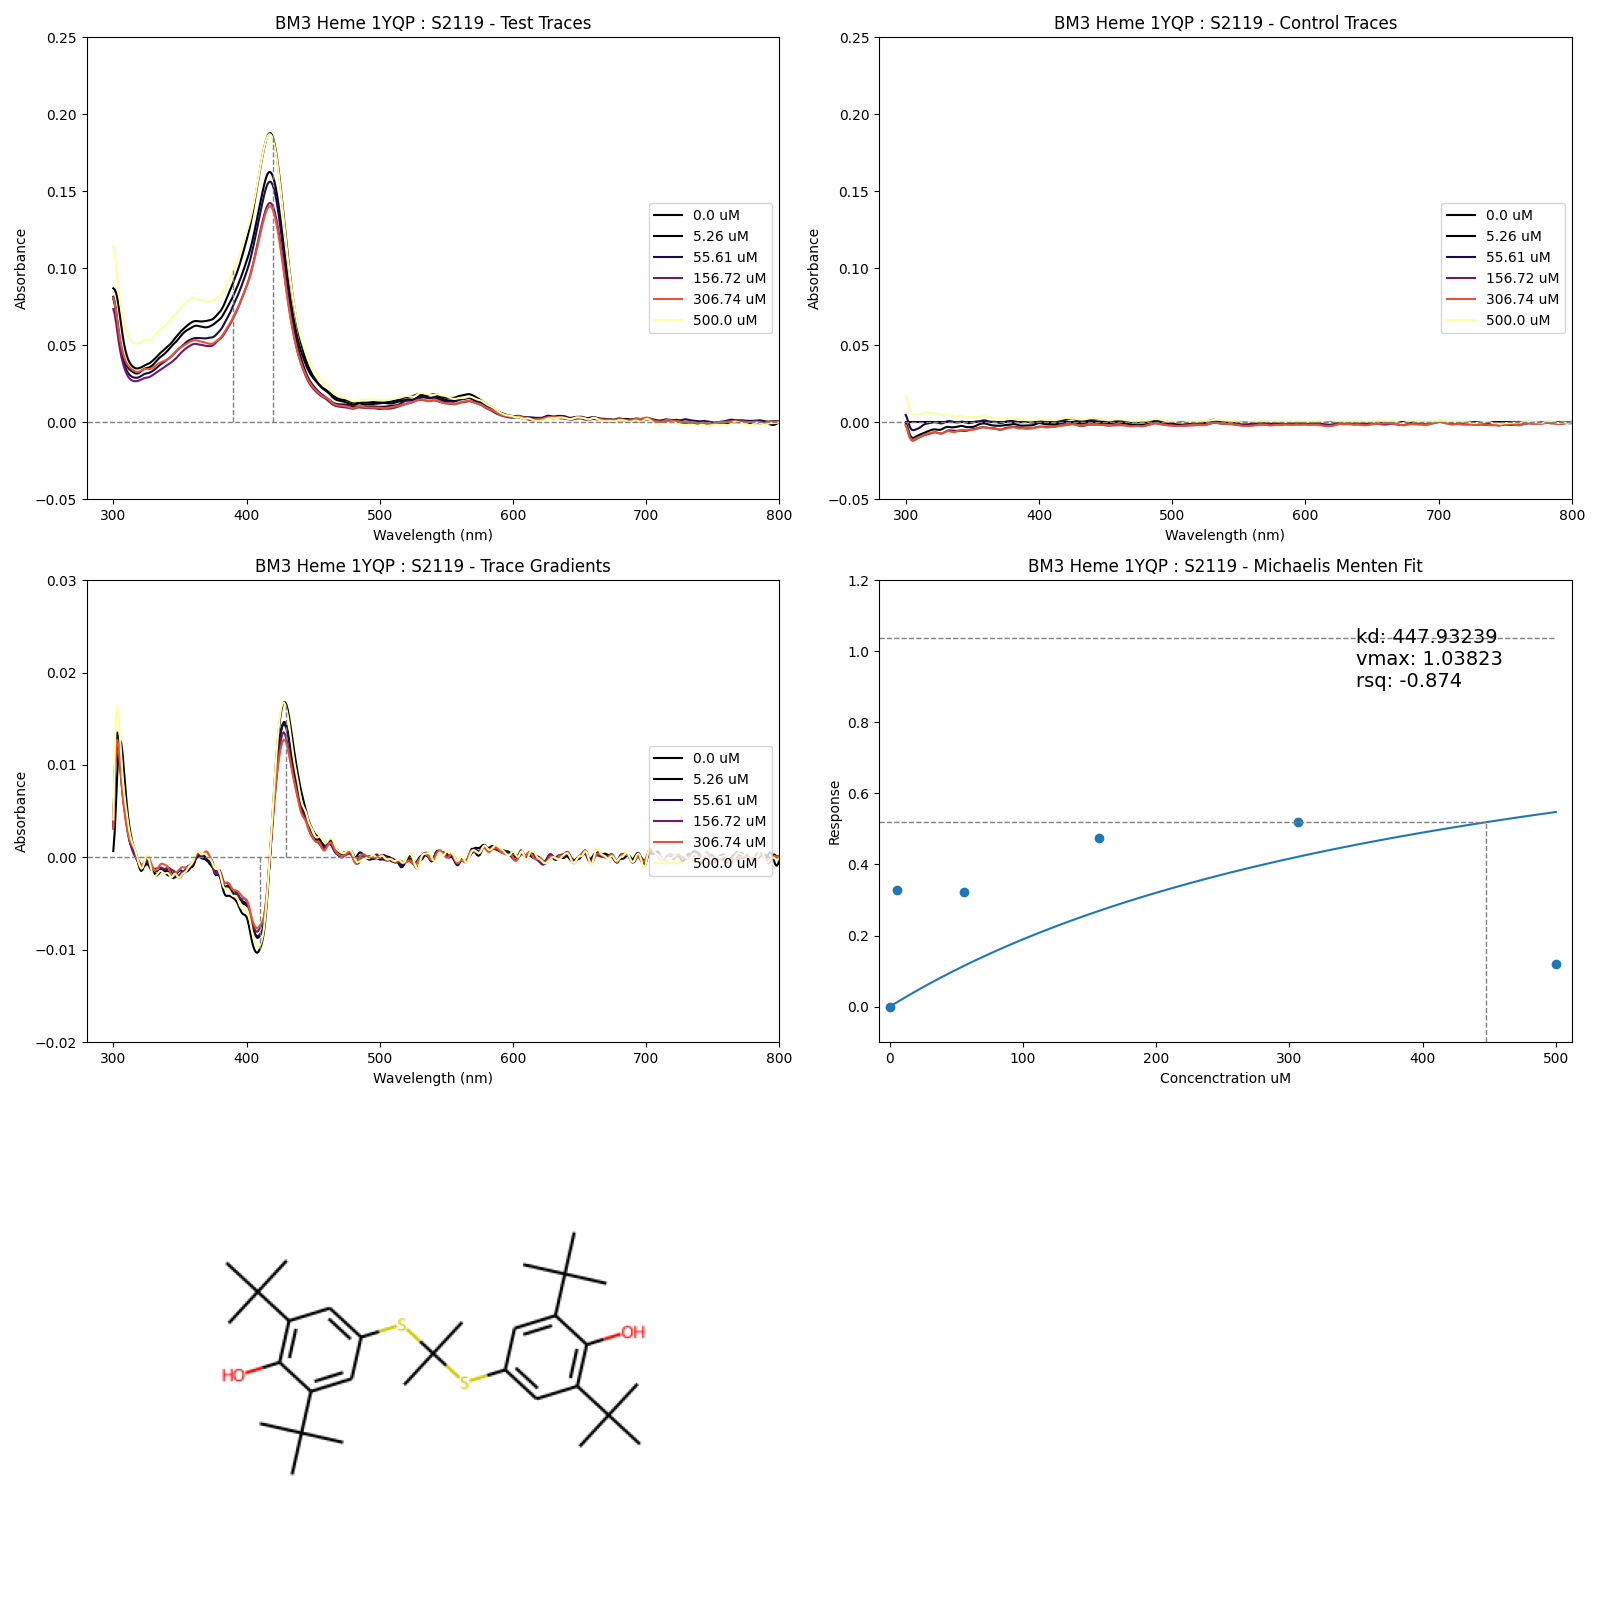 BM3 Heme 1YQP : S2119 - Test Traces
0.25
0.20
0.15
0.10
0.05
0.00
−0.05
Absorbance
300
400
500
600
700
800
Wavelength (nm)
0.0 uM
5.26 uM
55.61 uM
156.72 uM
306.74 uM
500.0 uM
BM3 Heme 1YQP : S2119 - Control Traces
0.25
0.20
0.15
0.10
0.05
0.00
−0.05
Absorbance
300
400
500
600
700
800
Wavelength (nm)
0.0 uM
5.26 uM
55.61 uM
156.72 uM
306.74 uM
500.0 uM
BM3 Heme 1YQP : S2119 - Trace Gradients
0.03
0.02
0.01
0.00
−0.01
−0.02
Absorbance
300
400
500
600
700
800
Wavelength (nm)
0.0 uM
5.26 uM
55.61 uM
156.72 uM
306.74 uM
500.0 uM
BM3 Heme 1YQP : S2119 - Michaelis Menten Fit
1.2
1.0
0.8
0.6
0.4
0.2
0.0
Response
0
100
200
300
400
500
Concenctration uM
kd: 447.93239
vmax: 1.03823
rsq: -0.874
S
OH
HO
S